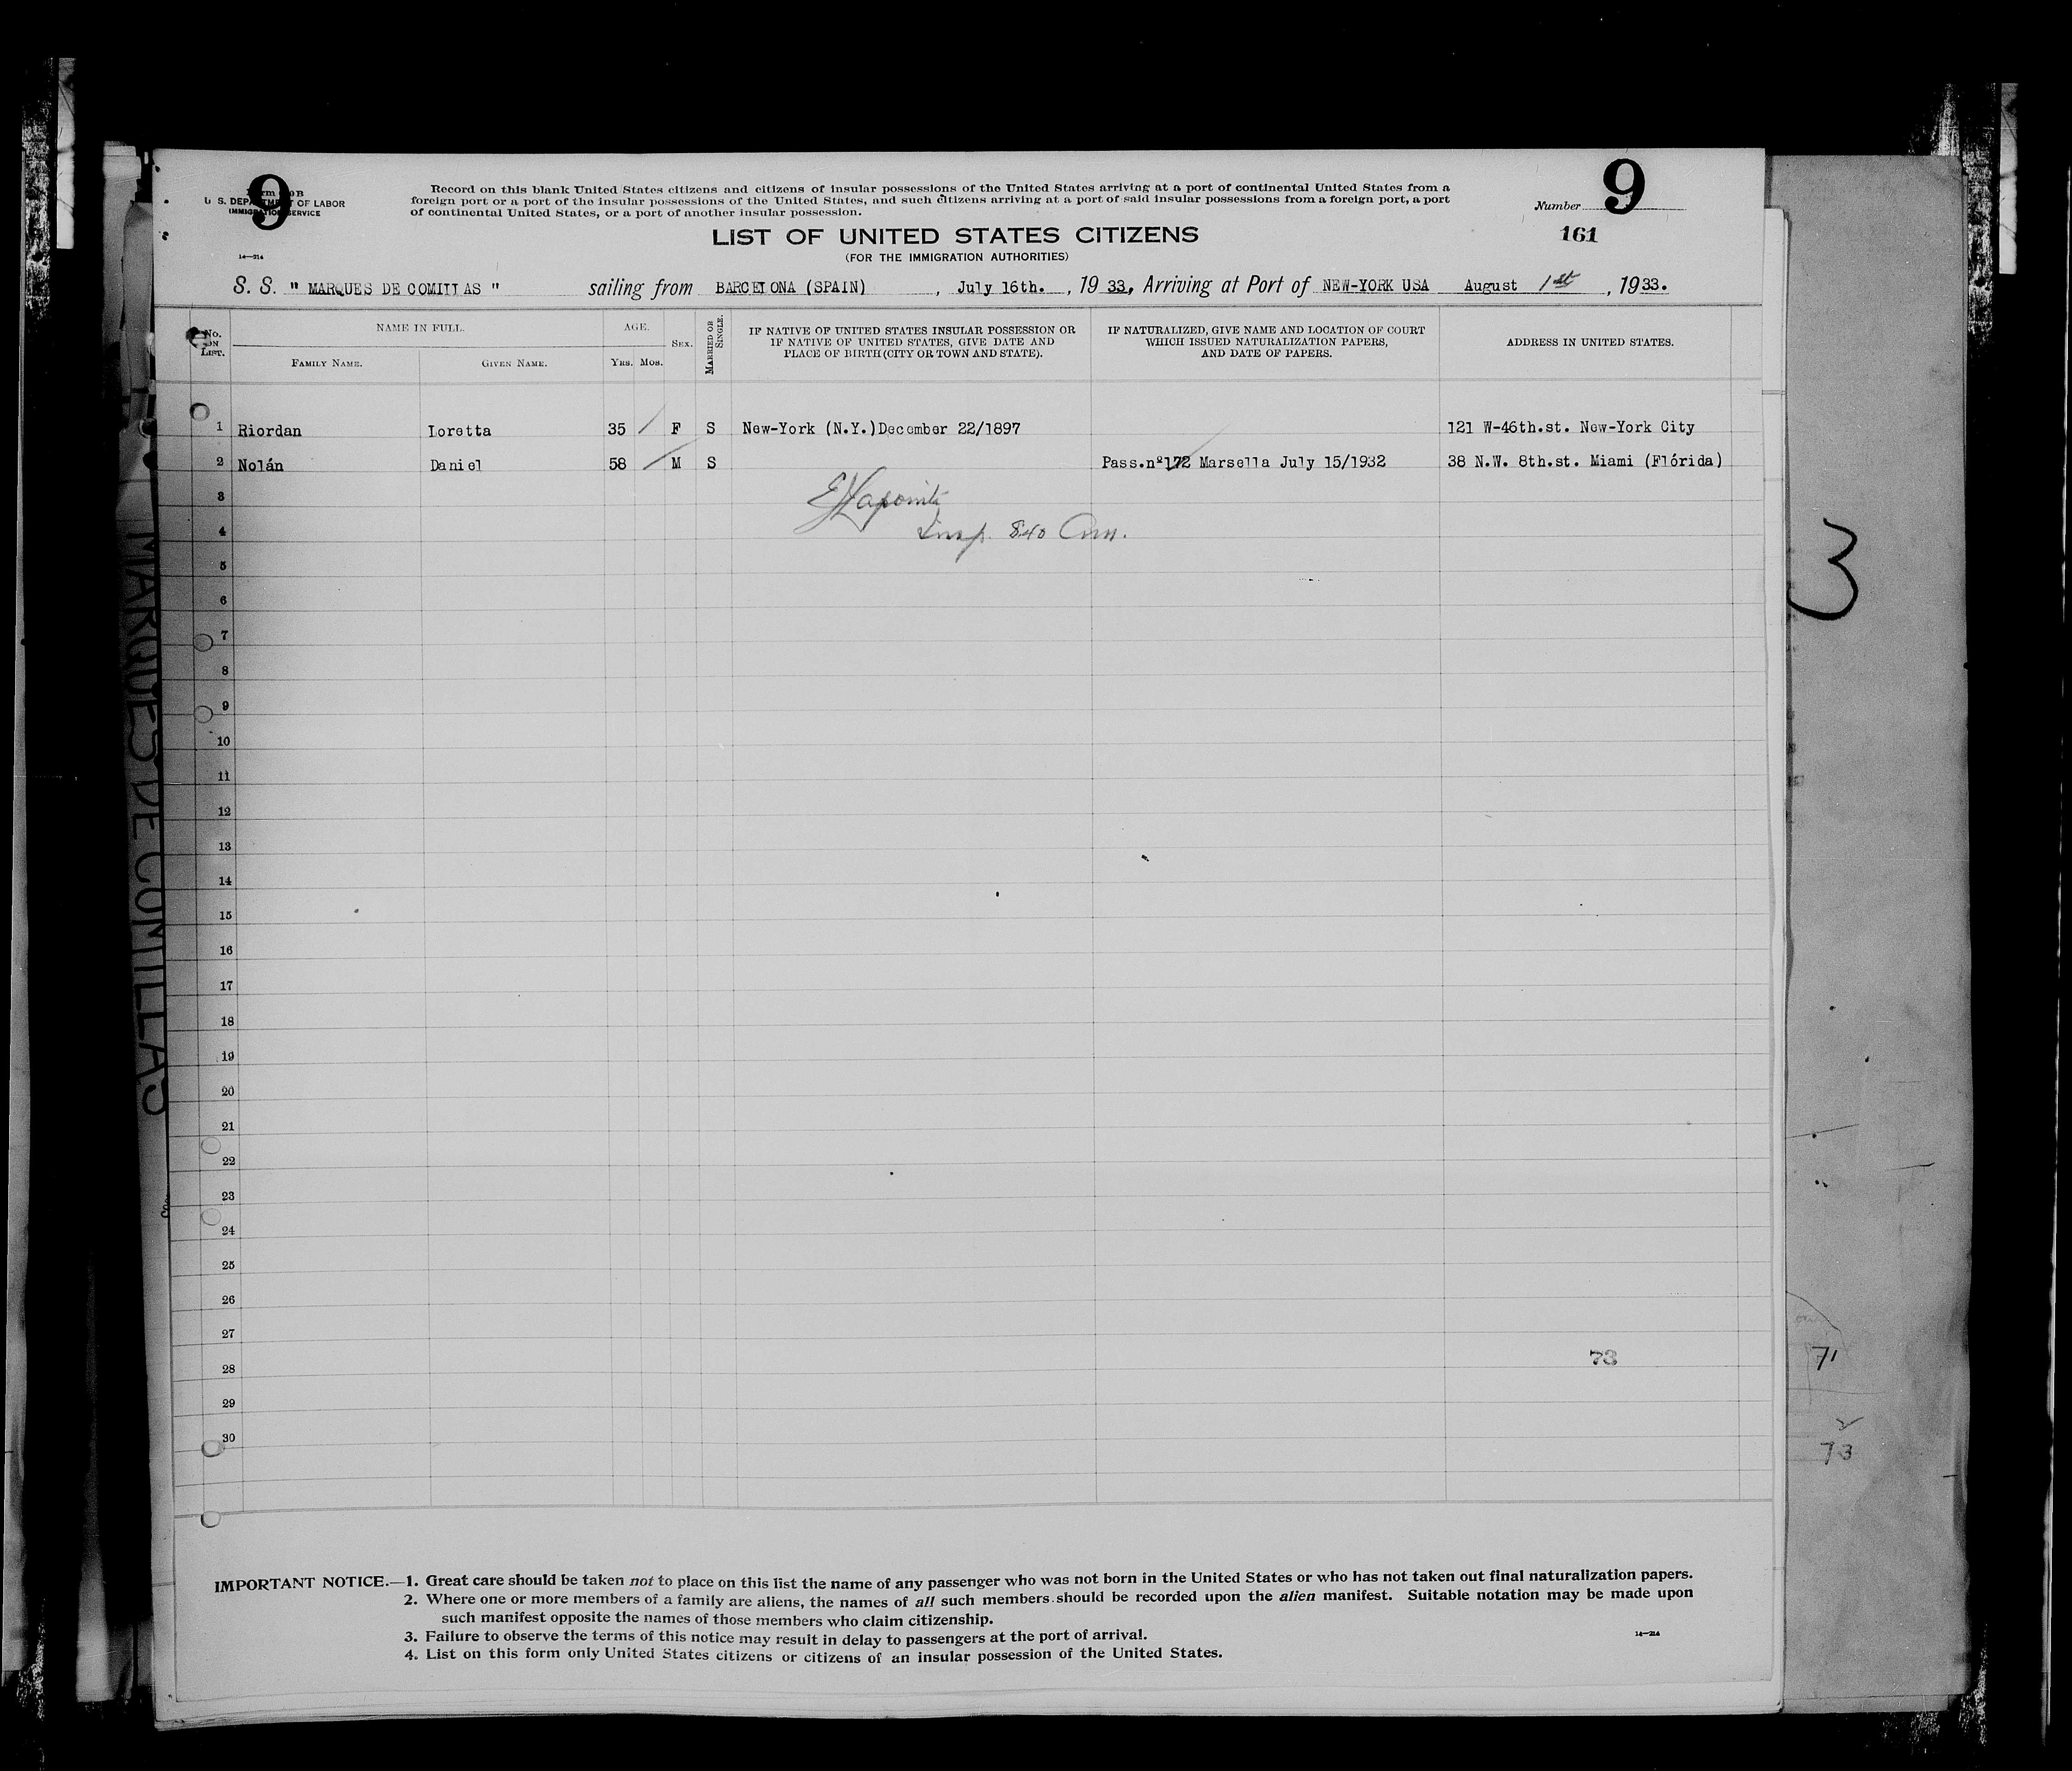 9
U. S. DEPARTMENT OF LABOR
IMMIGRATION SERVICE
14—214
Record on this blank United States citizens and citizens of insular possessions of the United States arriving at a port of continental United States from a
foreign port or a port of the insular possessions of the United States, and such citizens arriving at a port of said insular possessions from a foreign port, a port
of continental United States, or a port of another insular possession.
Number 9
161
LIST OF UNITED STATES CITIZENS
(FOR THE IMMIGRATION AUTHORITIES)
S. S. " MARQUES DE COMILLAS " sailing from BARCELONA (SPAIN) , July 16th. , 19 33, Arriving at Port of NEW-YORK USA August 1st , 1933.
No. ON LIST. NAME IN FULL. AGE. SEX. MARRIED OR SINGLE. IF NATIVE OF UNITED STATES INSULAR POSSESSION OR IF NATIVE OF UNITED STATES, GIVE DATE AND PLACE OF BIRTH (CITY OR TOWN AND STATE). IF NATURALIZED, GIVE NAME AND LOCATION OF COURT WHICH ISSUED NATURALIZATION PAPERS, AND DATE OF PAPERS. ADDRESS IN UNITED STATES.
FAMILY NAME. GIVEN NAME. YRS. MOS.
1 Riordan Loretta 35 F S New-York (N.Y.)December 22/1897 121 W-46th.st. New-York City
2 Nolán Daniel 58 M S Pass.nº172 Marsella July 15/1932 38 N.W. 8th.st. Miami (Flórida)
3
4 Insp. 840
5
6
7
8
9
10
11
12
13
14
15
16
17
18
19
20
21
22
23
24
25
26
27
28 73
29
30
IMPORTANT NOTICE.—1. Great care should be taken not to place on this list the name of any passenger who was not born in the United States or who has not taken out final naturalization papers.
2. Where one or more members of a family are aliens, the names of all such members should be recorded upon the alien manifest. Suitable notation may be made upon
such manifest opposite the names of those members who claim citizenship.
3. Failure to observe the terms of this notice may result in delay to passengers at the port of arrival.
4. List on this form only United States citizens or citizens of an insular possession of the United States.
14—214
MARQUES DE COMILLAS
3
71
2
73